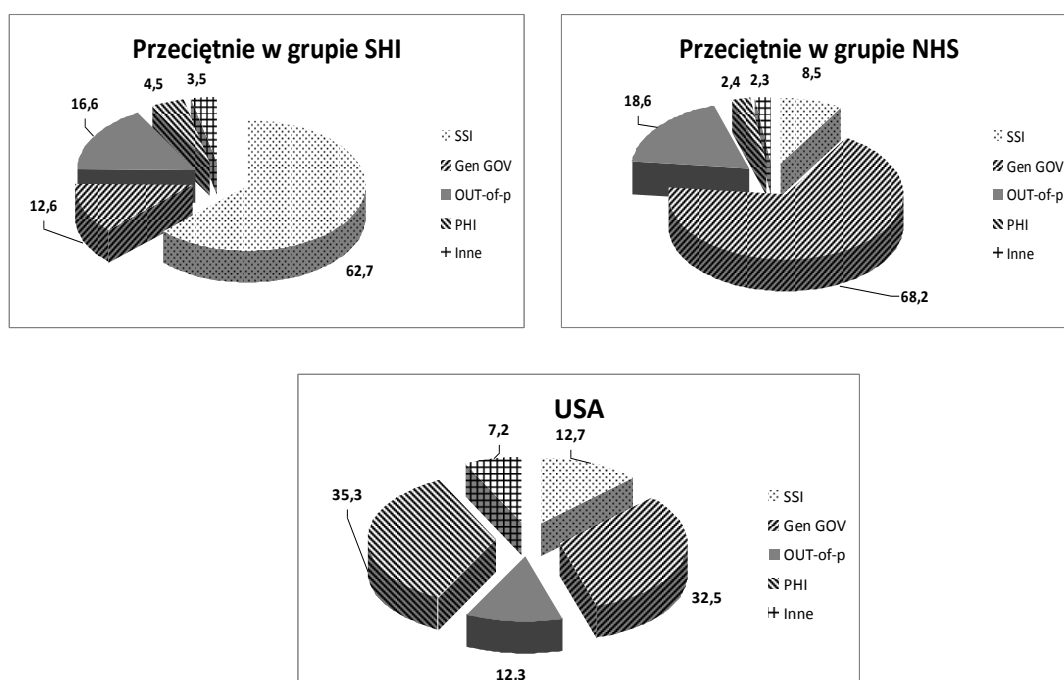 Przeciętnie w grupie SHI
4,5
3,5
16,6
12,6
62,7
SSI
Gen GOV
OUT-of-p
PHI
Inne
Przeciętnie w grupie NHS
2,4
2,3
8,5
18,6
68,2
SSI
Gen GOV
OUT-of-p
PHI
Inne
USA
7,2
12,7
35,3
32,5
12,3
SSI
Gen GOV
OUT-of-p
PHI
Inne